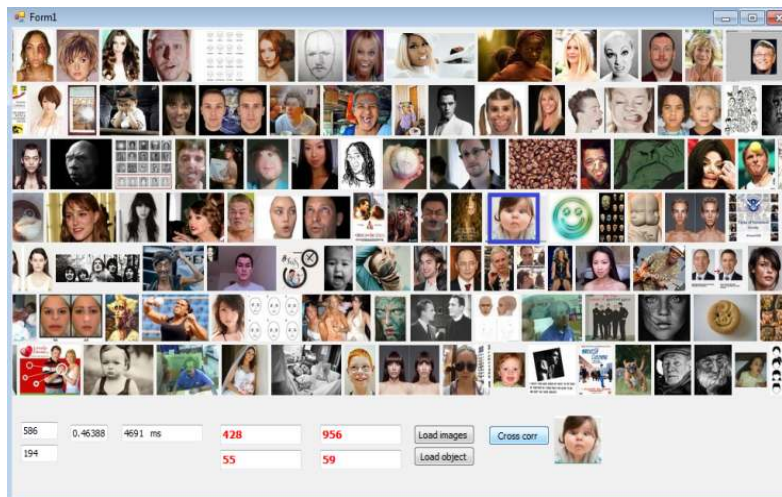 Form1
586
0.46388
4691 ms
428
956
Load images
Cross corr
194
55
59
Load object